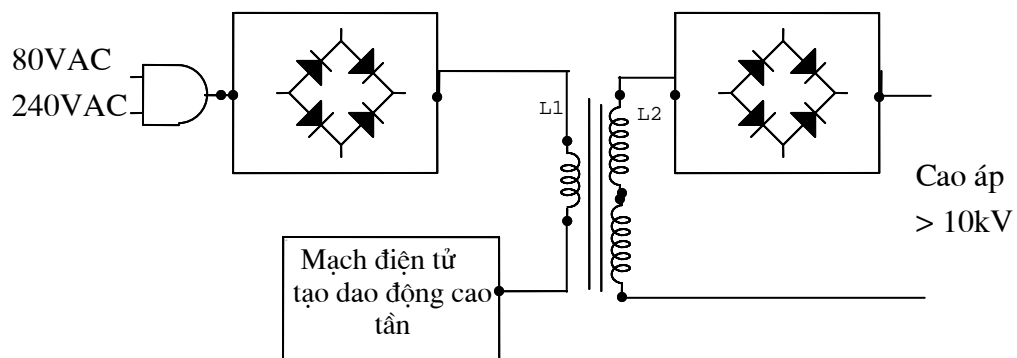 80VAC
240VAC
L1
L2
Cao áp
> 10kV
Mạch điện tử
tạo dao động cao
tần